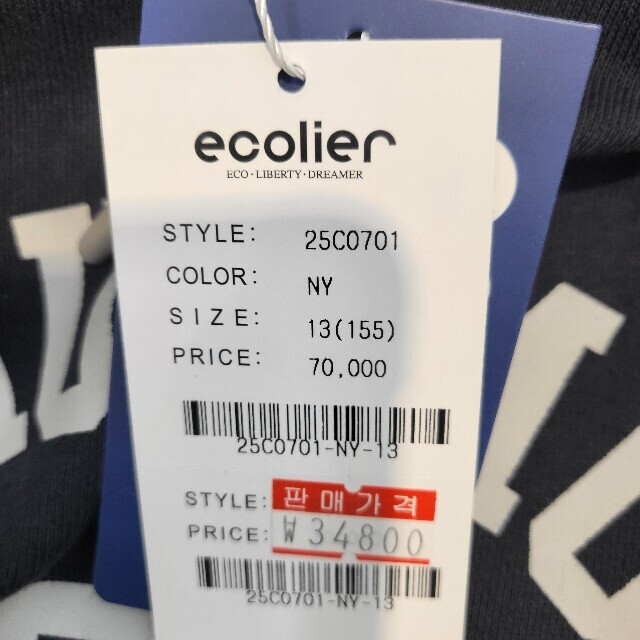 ecolier
ECO·LIBERTY·DREAMER
STYLE: 25C0701
COLOR: NY
SIZE: 13(155)
PRICE: 70,000
25C0701-NY-13
STYLE: 판매가격
PRICE: ₩34800
25C0701-NY-13